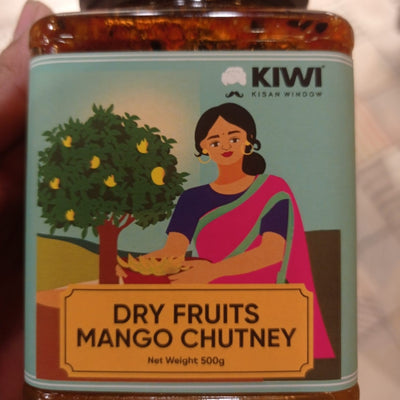 KIWI
KISAN WINDOW
DRY FRUITS
MANGO CHUTNEY
Net Weight 500g